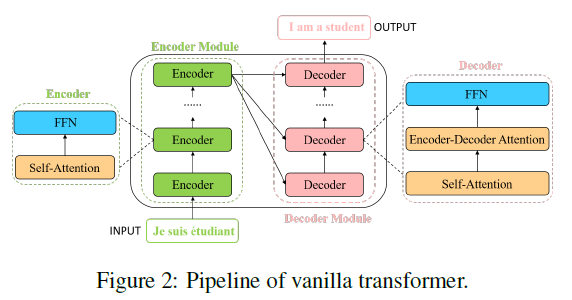 I am a student OUTPUT
Encoder Module
Encoder
Decoder
Decoder
Encoder
......
......
FFN
FFN
Encoder
Decoder
Encoder-Decoder Attention
Self-Attention
Encoder
Decoder
Self-Attention
Decoder Module
INPUT Je suis étudiant
Figure 2: Pipeline of vanilla transformer.